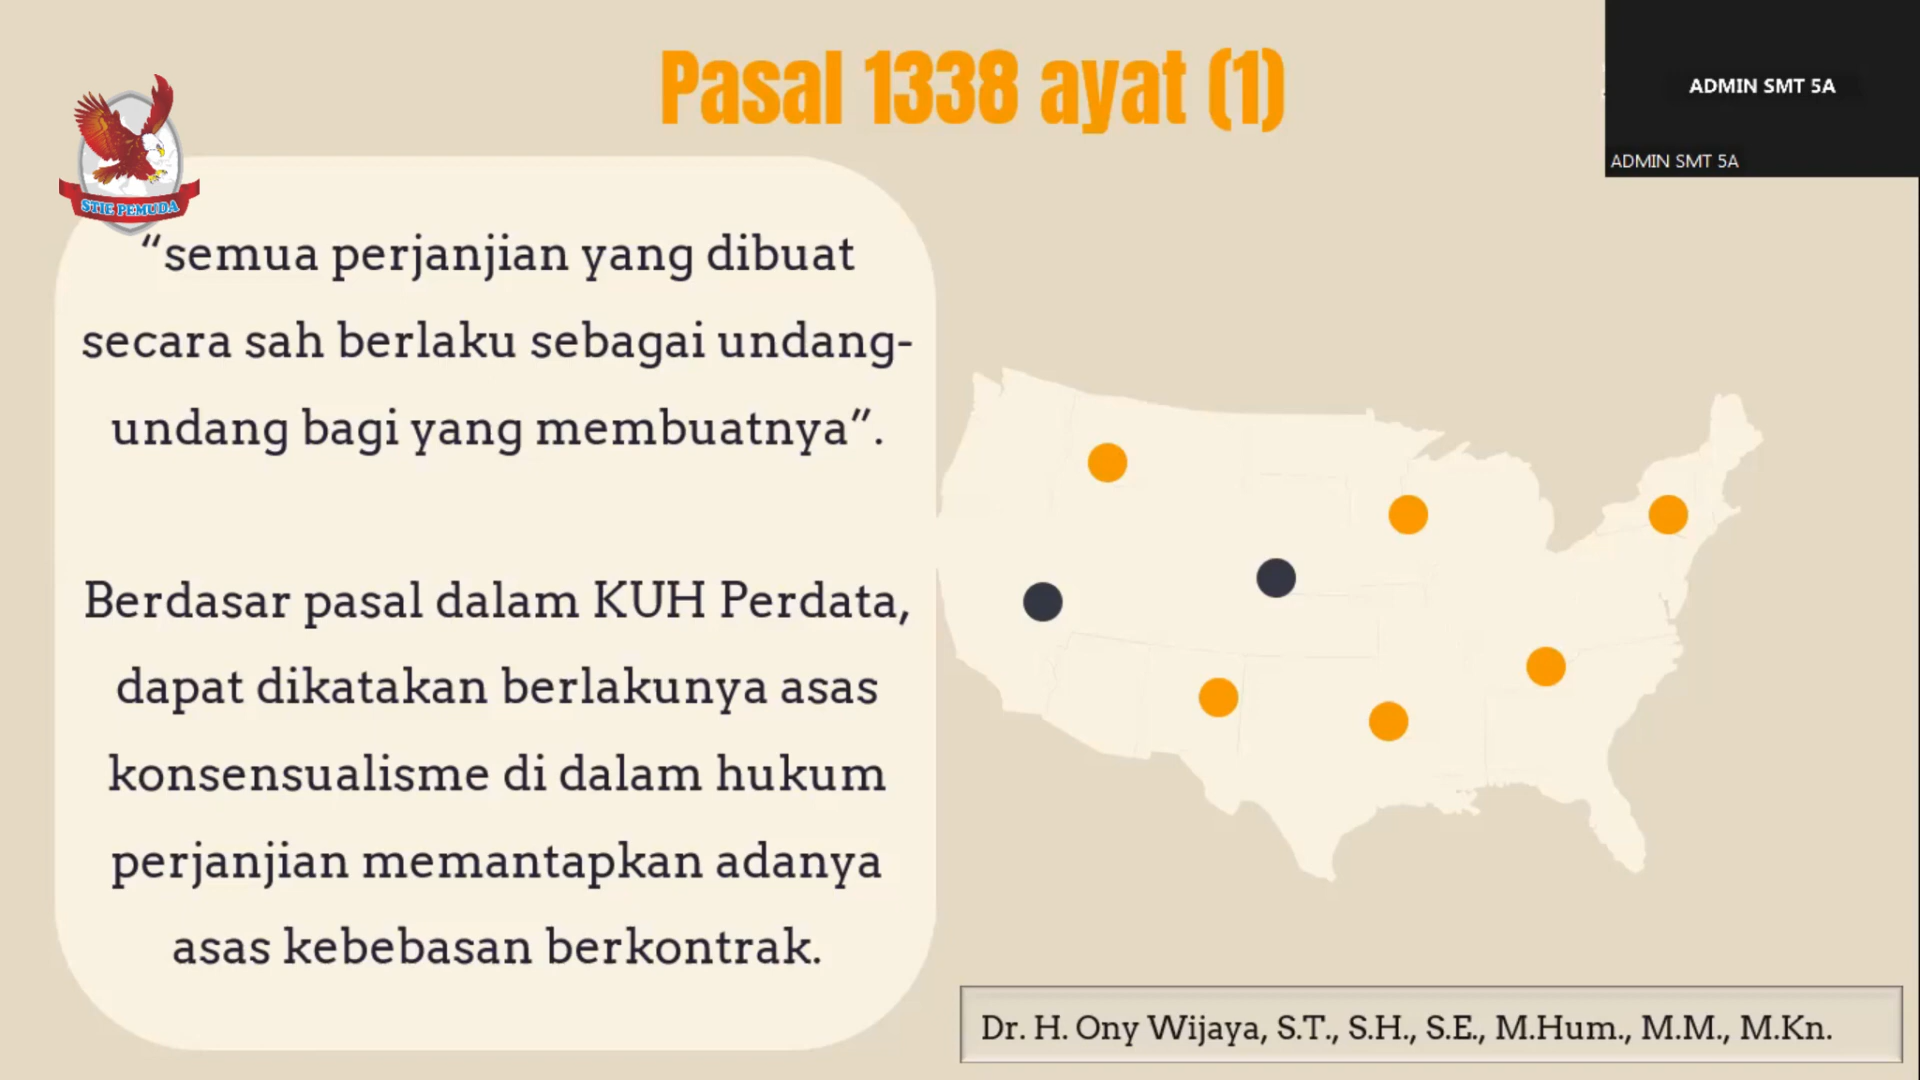 Pasal 1338 ayat (1)
ADMIN SMT 5A
ADMIN SMT 5A
STIE PEMUDA
“semua perjanjian yang dibuat
secara sah berlaku sebagai undang-
undang bagi yang membuatnya”.
Berdasar pasal dalam KUH Perdata,
dapat dikatakan berlakunya asas
konsensualisme di dalam hukum
perjanjian memantapkan adanya
asas kebebasan berkontrak.
Dr. H. Ony Wijaya, S.T., S.H., S.E., M.Hum., M.M., M.Kn.